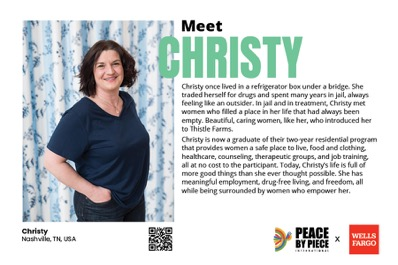 Meet
CHRISTY
Christy once lived in a refrigerator box under a bridge. She
traded herself for drugs and spent many years in jail, always
feeling like an outsider. In jail and in treatment, Christy met
women who filled a place in her life that had always been
empty. Beautiful, caring women, like her, who introduced her
to Thistle Farms.
Christy is now a graduate of their two-year residential program
that provides women a safe place to live, food and clothing,
healthcare, counseling, therapeutic groups, and job training,
all at no cost to the participant. Today, Christy's life is full of
more good things than she ever thought possible. She has
meaningful employment, drug-free living, and freedom, all
while being surrounded by women who empower her.
Christy
Nashville, TN, USA
PEACE
BY PIECE
INTERNATIONAL
X
WELLS
FARGO